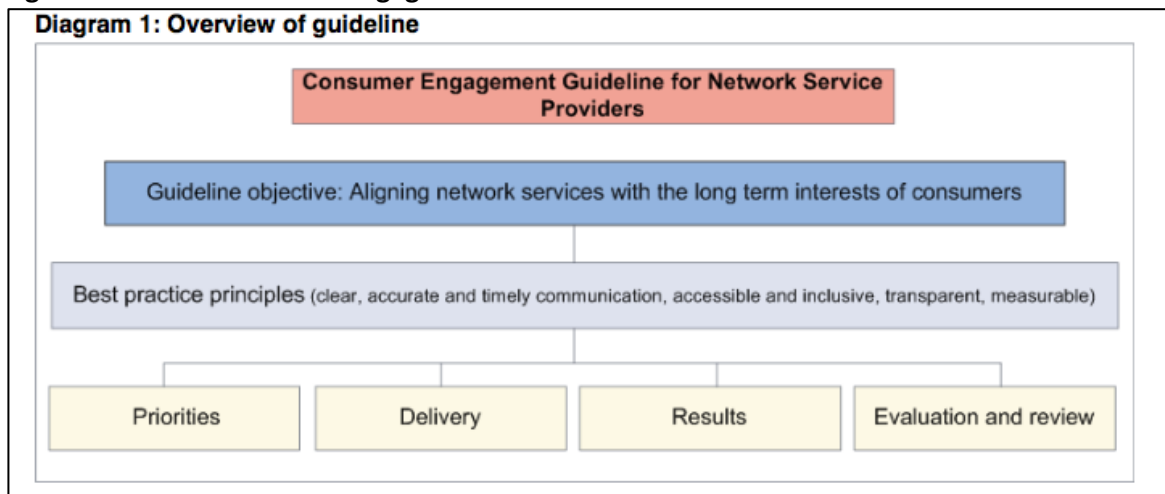 Diagram 1: Overview of guideline
Consumer Engagement Guideline for Network Service
Providers
Guideline objective: Aligning network services with the long term interests of consumers
Best practice principles (clear, accurate and timely communication, accessible and inclusive, transparent, measurable)
Priorities
Delivery
Results
Evaluation and review